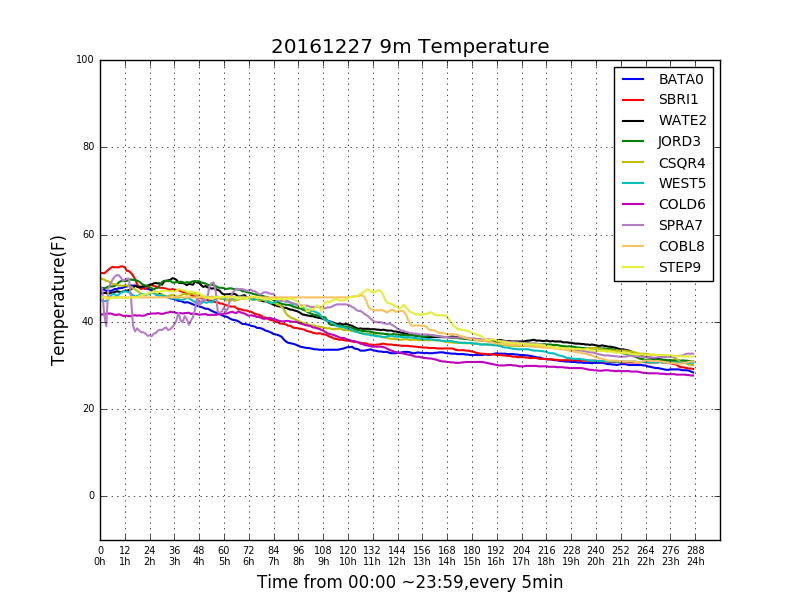 20161227 9m Temperature
100
80
60
40
20
0
Temperature(F)
BATA0
SBRI1
WATE2
JORD3
CSQR4
WEST5
COLD6
SPRA7
COBL8
STEP9
0 12 24 36 48 60 72 84 96 108 120 132 144 156 168 180 192 204 216 228 240 252 264 276 288
0h 1h 2h 3h 4h 5h 6h 7h 8h 9h 10h 11h 12h 13h 14h 15h 16h 17h 18h 19h 20h 21h 22h 23h 24h
Time from 00:00 ~23:59,every 5min